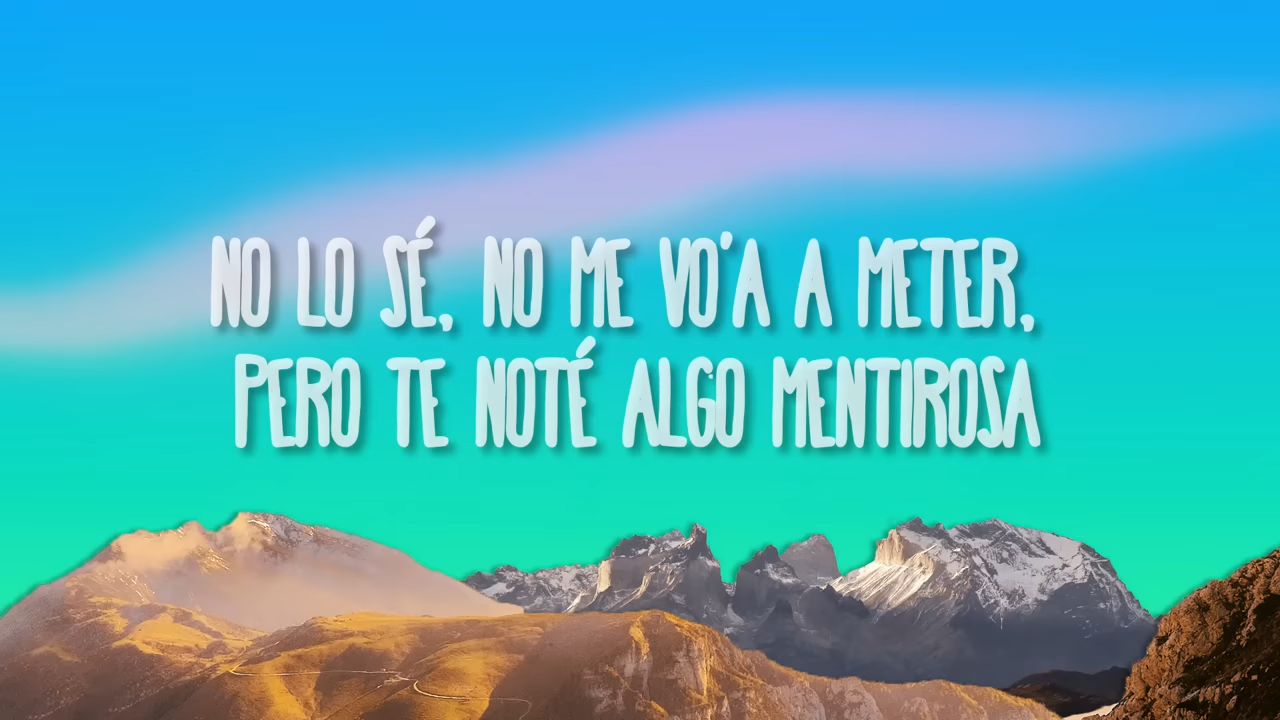 NO LO SÉ, NO ME VO'A A METER,
PERO TE NOTÉ ALGO MENTIROSA